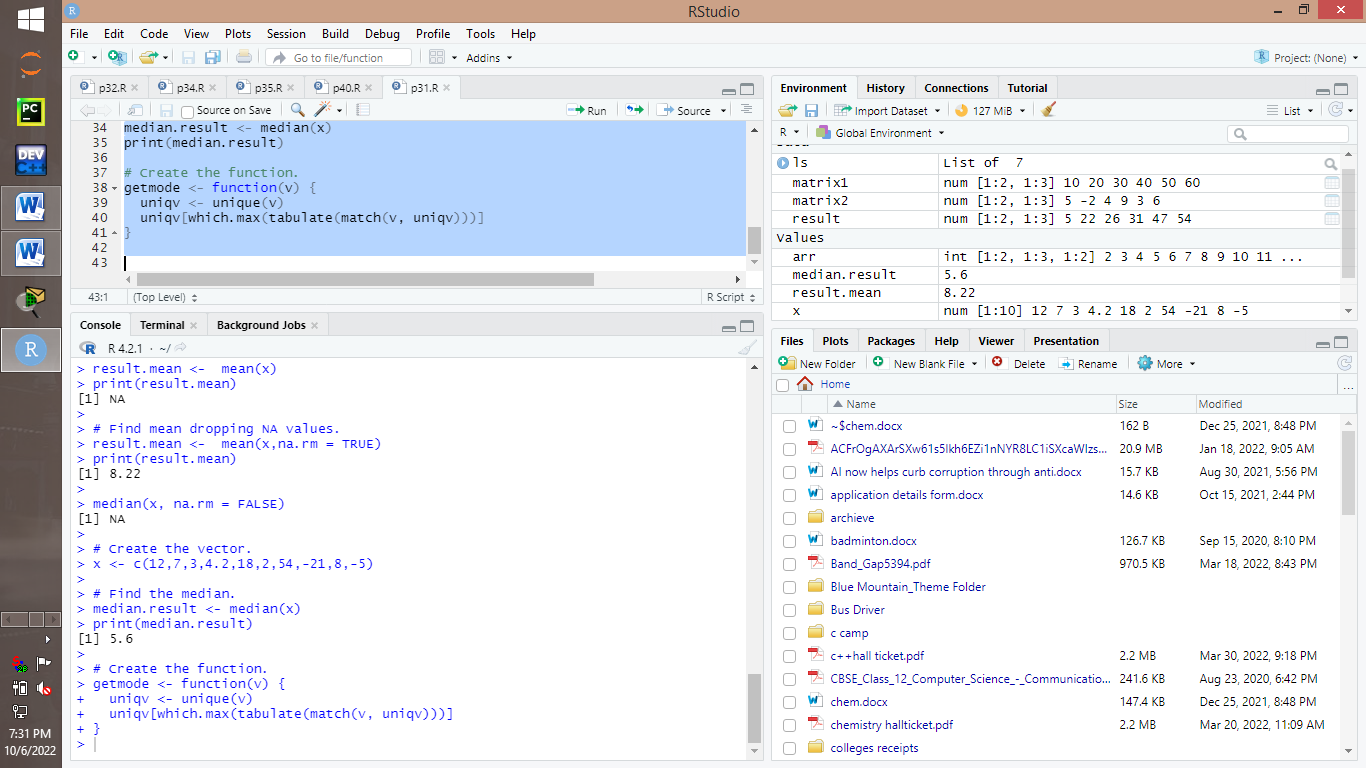 RStudio
File Edit Code View Plots Session Build Debug Profile Tools Help
Go to file/function Addins Project: (None)
p32.R p34.R p35.R p40.R p31.R
Source on Save Run Source
34 median.result <- median(x)
35 print(median.result)
36
37 # Create the function.
38 getmode <- function(v) {
39 uniqv <- unique(v)
40 uniqv[which.max(tabulate(match(v, uniqv)))]
41 }
42
43
43:1 (Top Level) R Script
Console Terminal Background Jobs
R 4.2.1 · ~/
> result.mean <-  mean(x)
> print(result.mean)
[1] NA
>
> # Find mean dropping NA values.
> result.mean <-  mean(x,na.rm = TRUE)
> print(result.mean)
[1] 8.22
>
> median(x, na.rm = FALSE)
[1] NA
>
> # Create the vector.
> x <- c(12,7,3,4.2,18,2,54,-21,8,-5)
>
> # Find the median.
> median.result <- median(x)
> print(median.result)
[1] 5.6
>
> # Create the function.
> getmode <- function(v) {
+   uniqv <- unique(v)
+   uniqv[which.max(tabulate(match(v, uniqv)))]
+ }
>
Environment History Connections Tutorial
Import Dataset 127 MiB List
R Global Environment
ls List of 7
matrix1 num [1:2, 1:3] 10 20 30 40 50 60
matrix2 num [1:2, 1:3] 5 -2 4 9 3 6
result num [1:2, 1:3] 5 22 26 31 47 54
Values
arr int [1:2, 1:3, 1:2] 2 3 4 5 6 7 8 9 10 11 ...
median.result 5.6
result.mean 8.22
x num [1:10] 12 7 3 4.2 18 2 54 -21 8 -5
Files Plots Packages Help Viewer Presentation
New Folder New Blank File Delete Rename More
Home ...
Name Size Modified
~$chem.docx 162 B Dec 25, 2021, 8:48 PM
20.9 MB Jan 18, 2022, 9:05 AM
AI now helps curb corruption through anti.docx 15.7 KB Aug 30, 2021, 5:56 PM
application details form.docx 14.6 KB Oct 15, 2021, 2:44 PM
archieve
badminton.docx 126.7 KB Sep 15, 2020, 8:10 PM
Band_Gap5394.pdf 970.5 KB Mar 18, 2022, 8:43 PM
Blue Mountain_Theme Folder
Bus Driver
c camp
c++hall ticket.pdf 2.2 MB Mar 30, 2022, 9:18 PM
CBSE_Class_12_Computer_Science_-_Communicatio... 241.6 KB Aug 23, 2020, 6:42 PM
chem.docx 147.4 KB Dec 25, 2021, 8:48 PM
chemistry hallticket.pdf 2.2 MB Mar 20, 2022, 11:09 AM
colleges receipts
PC
DEV
C++
W
W
R
7:31 PM
10/6/2022